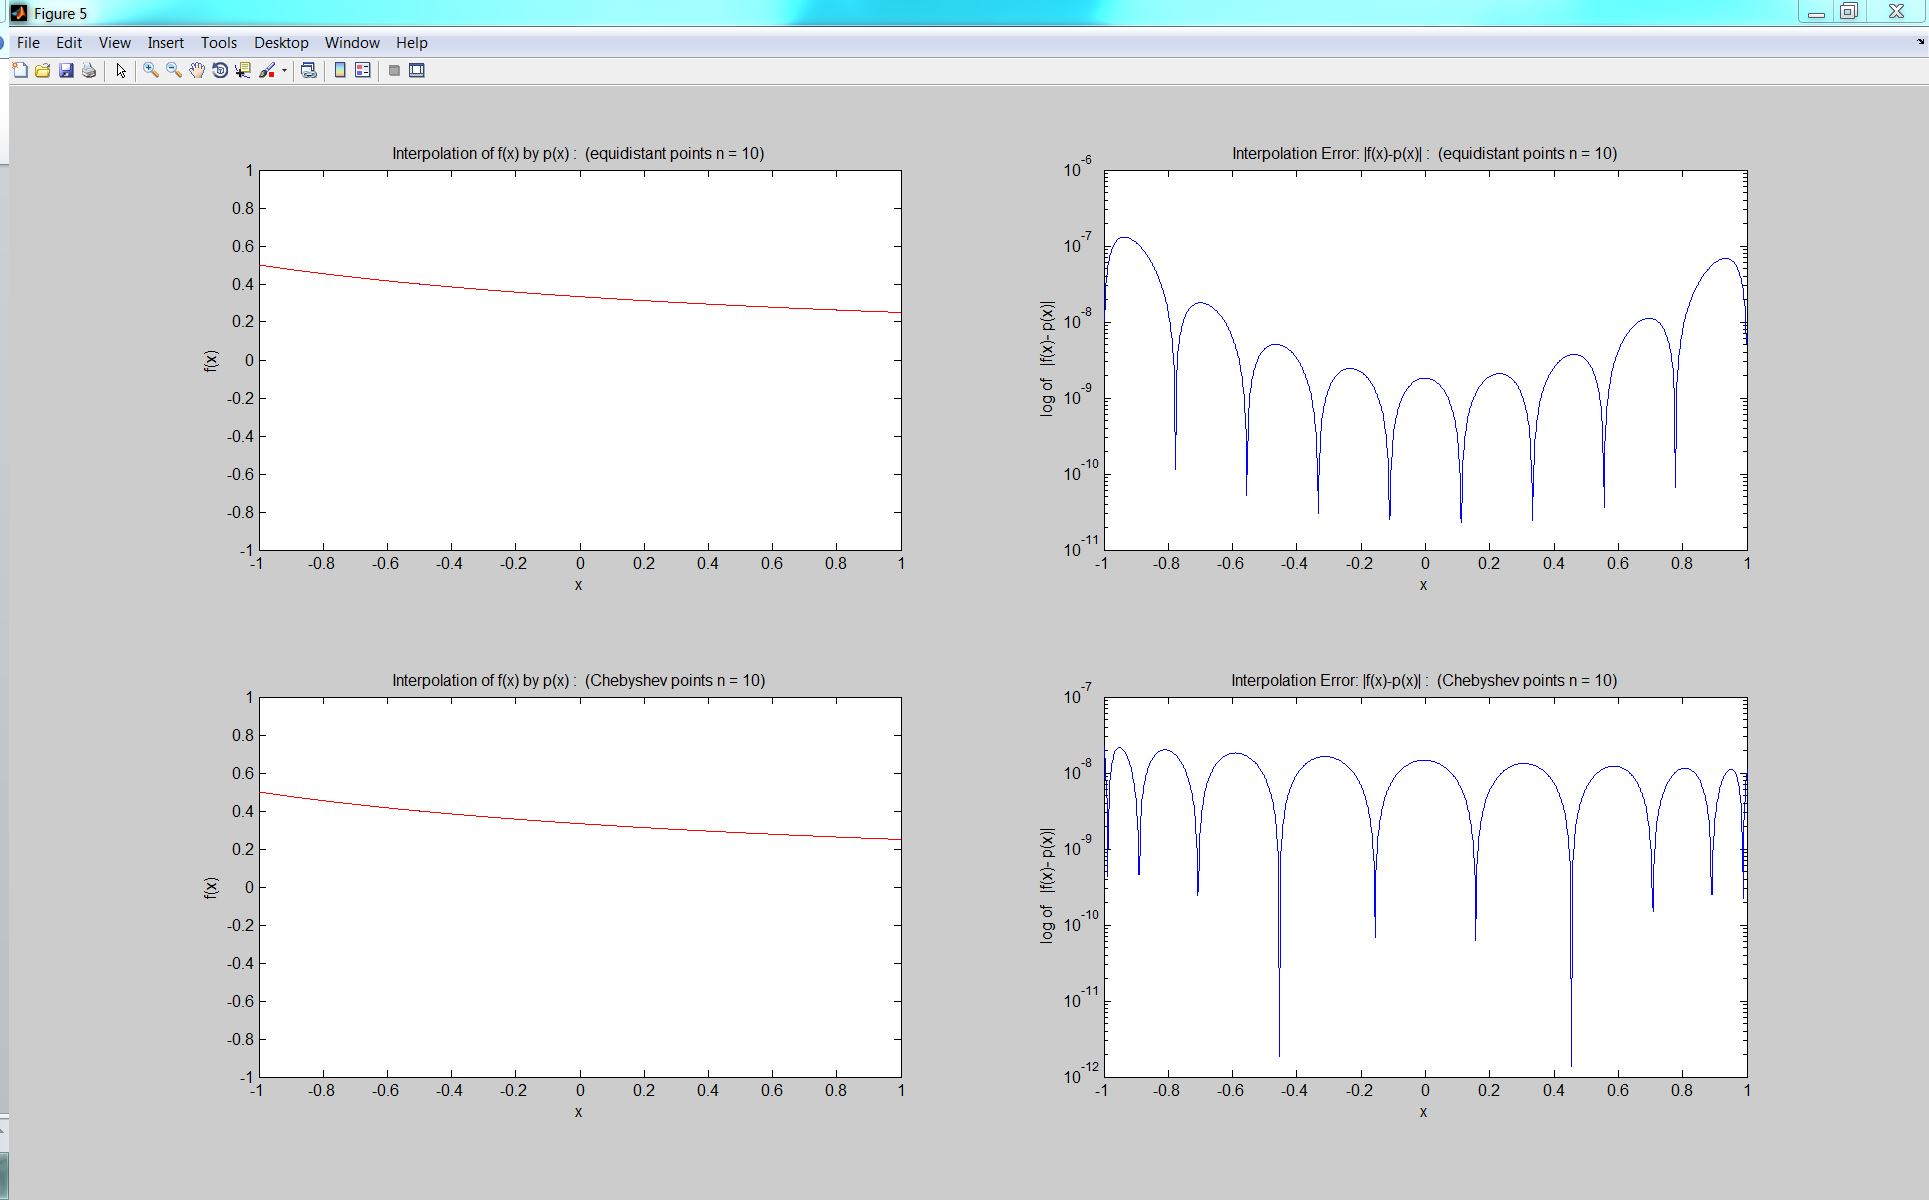 Figure 5
File Edit View Insert Tools Desktop Window Help
Interpolation of f(x) by p(x) : (equidistant points n = 10)
1
0.8
0.6
0.4
0.2
0
-0.2
-0.4
-0.6
-0.8
-1
f(x)
-1 -0.8 -0.6 -0.4 -0.2 0 0.2 0.4 0.6 0.8 1
x
Interpolation Error: |f(x)-p(x)| : (equidistant points n = 10)
10^-6
10^-7
10^-8
10^-9
10^-10
10^-11
log of |f(x)- p(x)|
-1 -0.8 -0.6 -0.4 -0.2 0 0.2 0.4 0.6 0.8 1
x
Interpolation of f(x) by p(x) : (Chebyshev points n = 10)
1
0.8
0.6
0.4
0.2
0
-0.2
-0.4
-0.6
-0.8
-1
f(x)
-1 -0.8 -0.6 -0.4 -0.2 0 0.2 0.4 0.6 0.8 1
x
Interpolation Error: |f(x)-p(x)| : (Chebyshev points n = 10)
10^-7
10^-8
10^-9
10^-10
10^-11
10^-12
log of |f(x)- p(x)|
-1 -0.8 -0.6 -0.4 -0.2 0 0.2 0.4 0.6 0.8 1
x